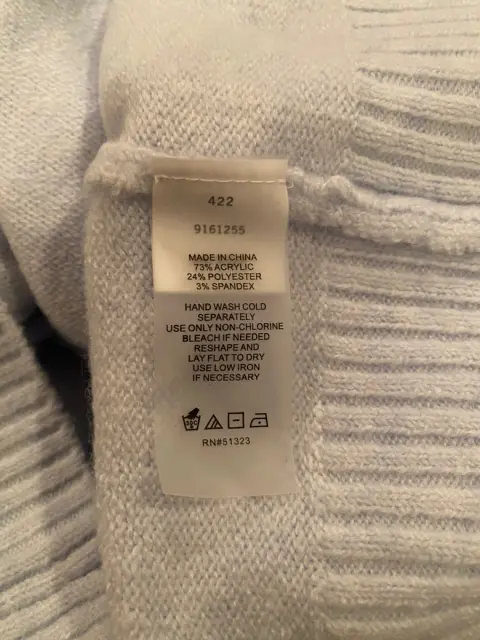 422
9161255
MADE IN CHINA
73% ACRYLIC
24% POLYESTER
3% SPANDEX
HAND WASH COLD
SEPARATELY
USE ONLY NON-CHLORINE
BLEACH IF NEEDED
RESHAPE AND
LAY FLAT TO DRY
USE LOW IRON
IF NECESSARY
RN#51323